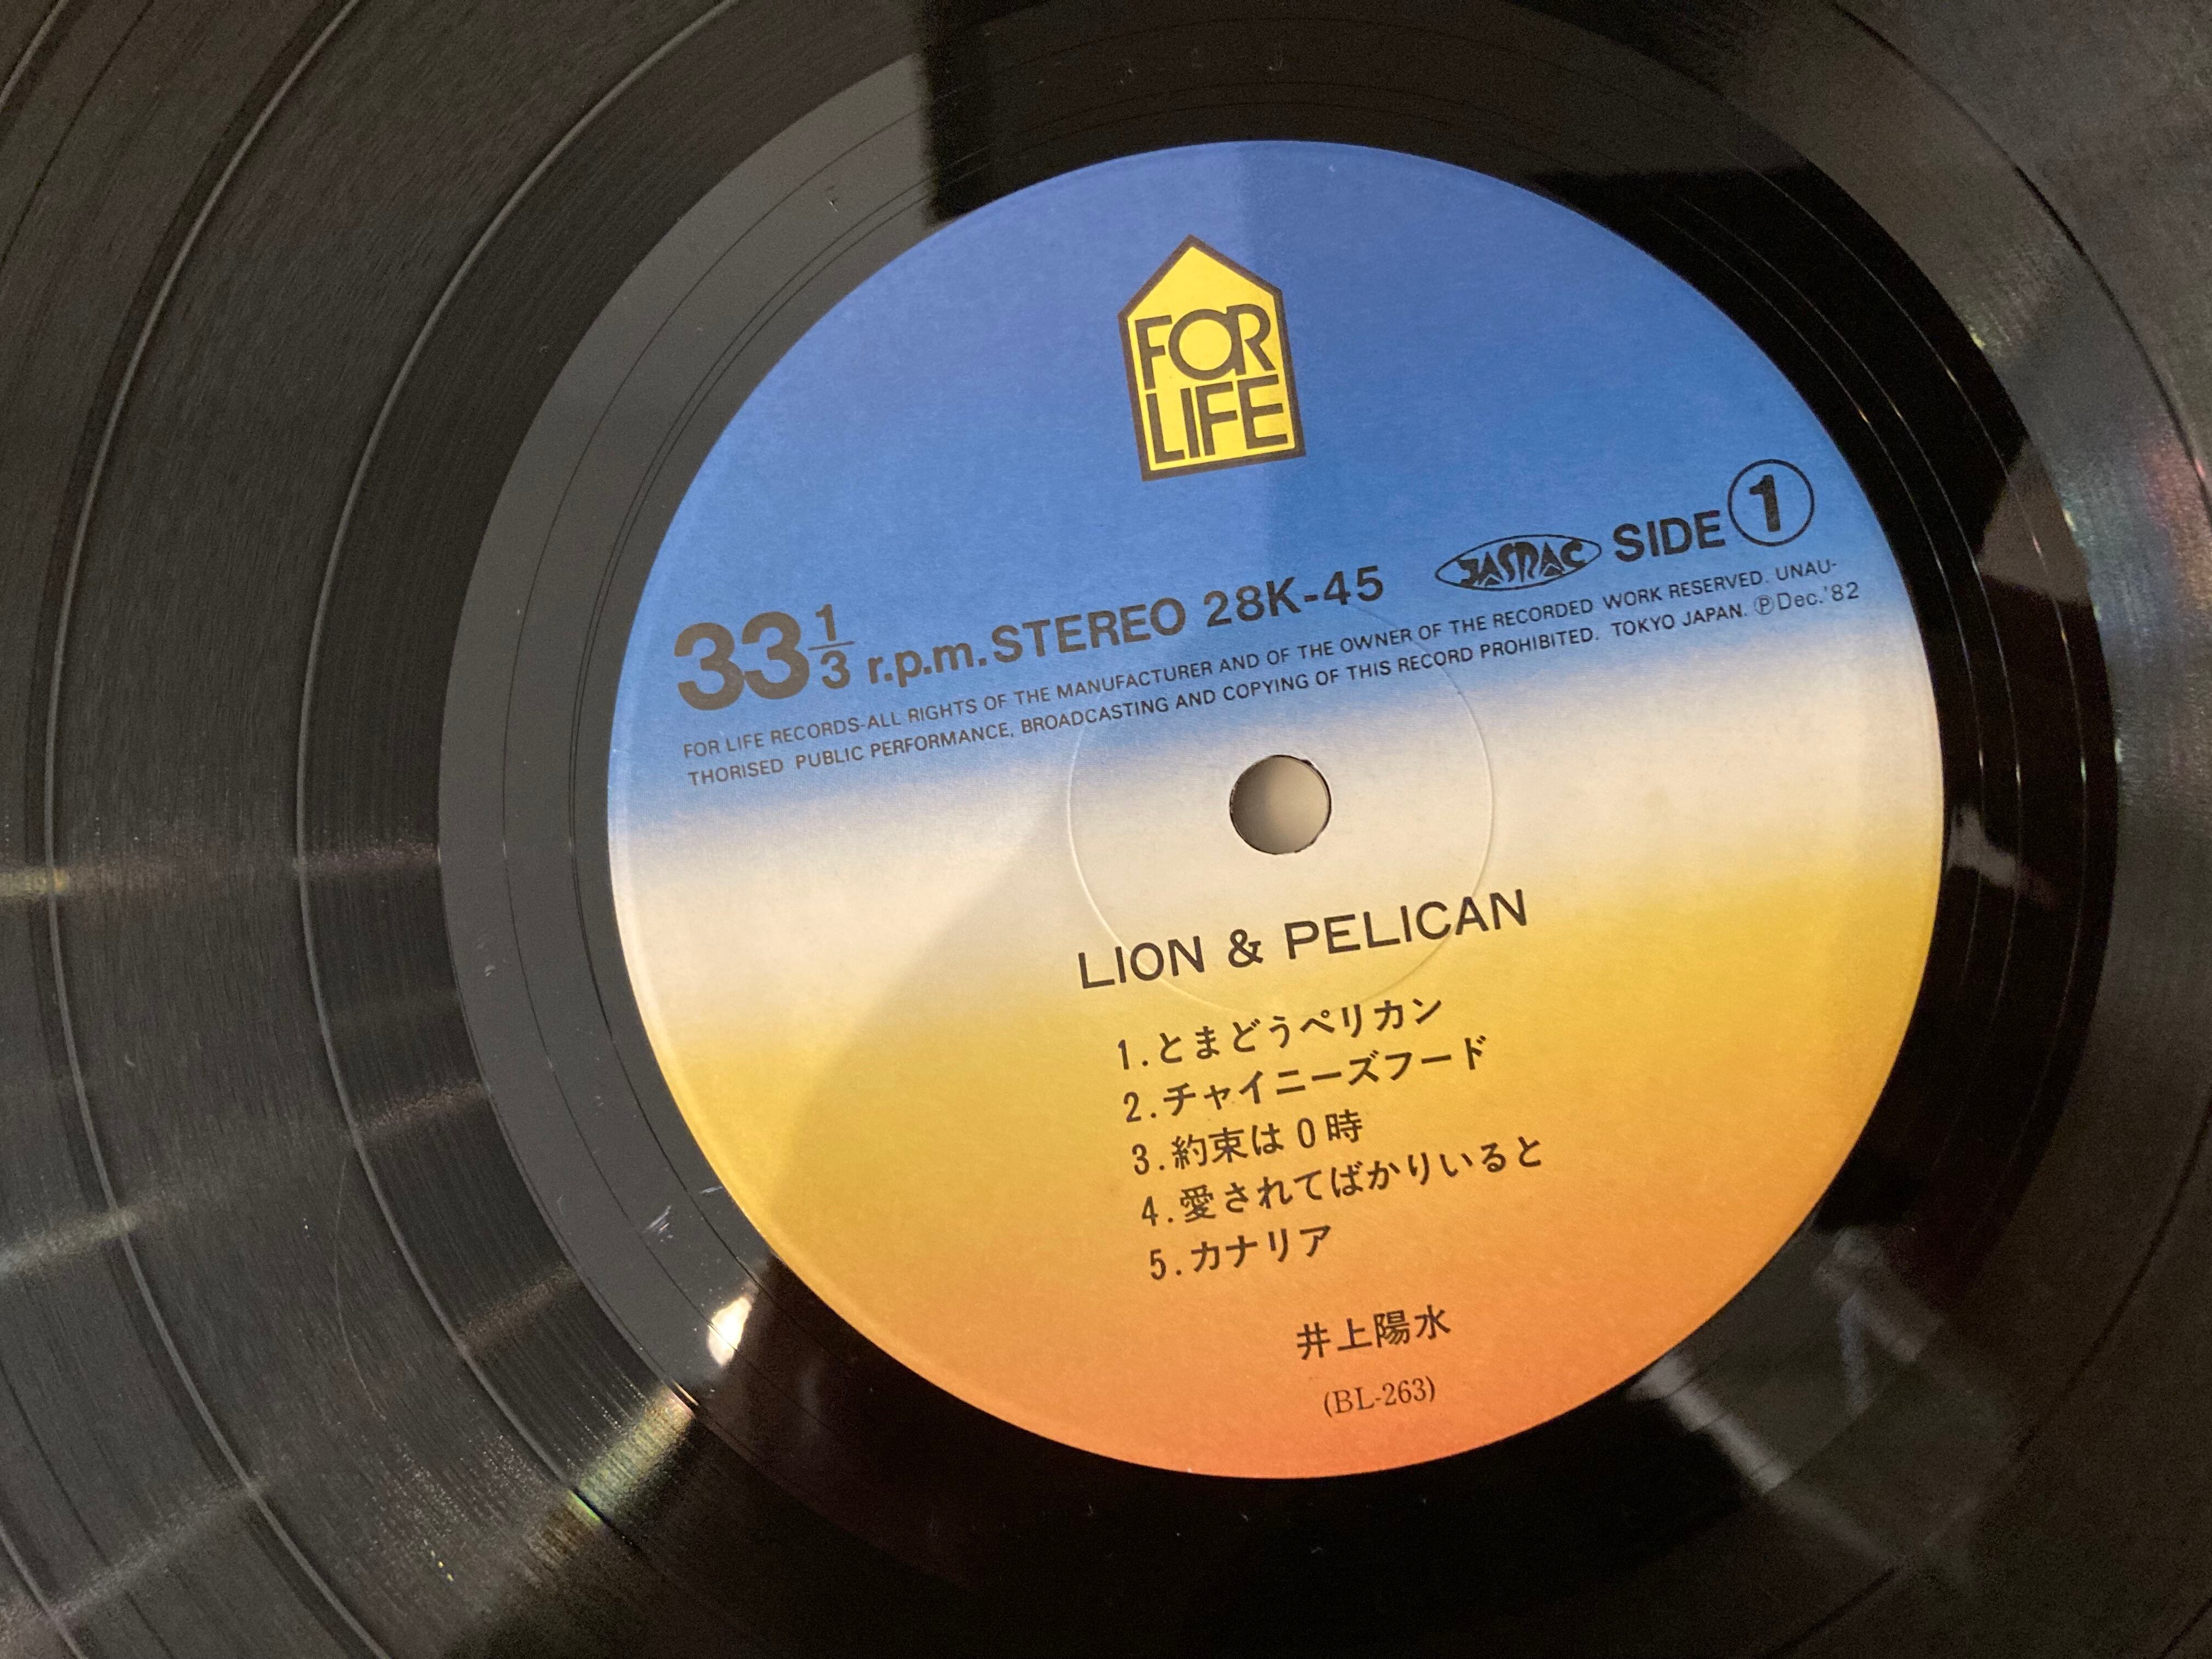 FOR
LIFE
33 1/3 r.p.m. STEREO 28K-45 JASRAC SIDE 1
FOR LIFE RECORDS-ALL RIGHTS OF THE MANUFACTURER AND OF THE OWNER OF THE RECORDED WORK RESERVED. UNAU-
THORISED PUBLIC PERFORMANCE, BROADCASTING AND COPYING OF THIS RECORD PROHIBITED. TOKYO JAPAN. ℗Dec.'82
LION & PELICAN
1.とまどうペリカン
2.チャイニーズフード
3.約束は0時
4.愛されてばかりいると
5.カナリア
井上陽水
(BL-263)